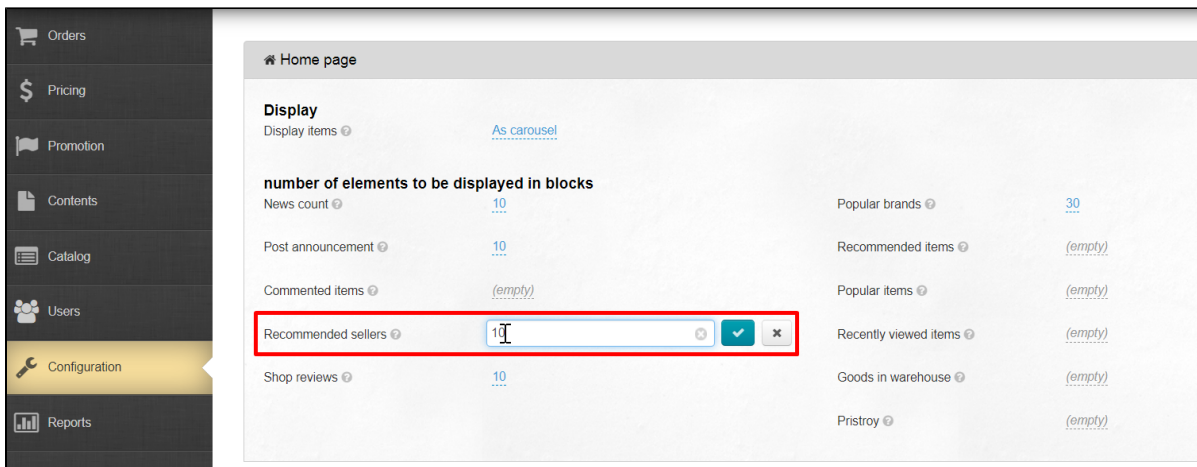 Orders
Pricing
Promotion
Contents
Catalog
Users
Configuration
Reports
Home page
Display
Display items As carousel
number of elements to be displayed in blocks
News count 10 Popular brands 30
Post announcement 10 Recommended items (empty)
Commented items (empty) Popular items (empty)
Recommended sellers 10 Recently viewed items (empty)
Shop reviews 10 Goods in warehouse (empty)
Pristroy (empty)